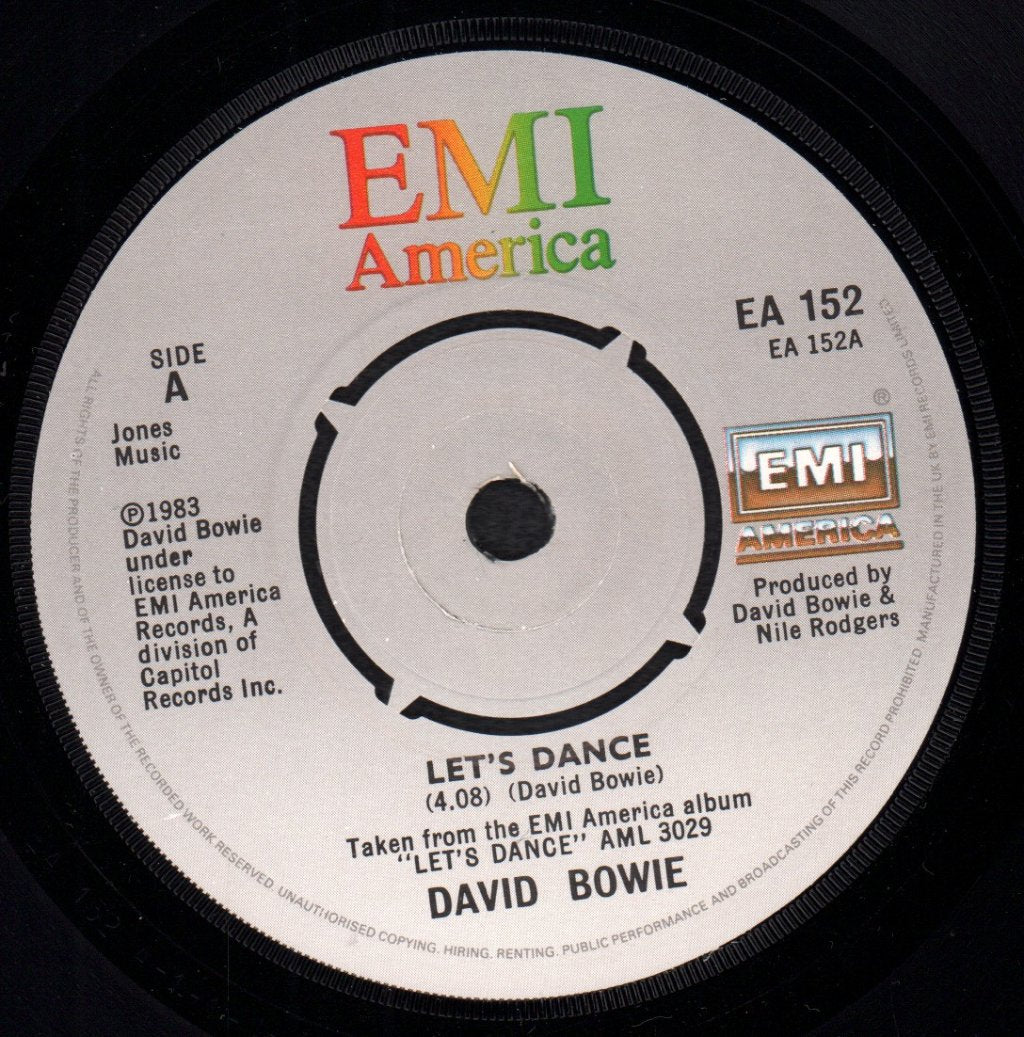 EMI
America
EA 152
EA 152A
SIDE
A
Jones
Music
℗1983
David Bowie
under
license to
EMI America
Records, A
division of
Capitol
Records Inc.
®
EMI
AMERICA
Produced by
David Bowie &
Nile Rodgers
LET'S DANCE
(4.08) (David Bowie)
Taken from the EMI America album
"LET'S DANCE" AML 3029
DAVID BOWIE
ALL RIGHTS OF THE PRODUCER AND OF THE OWNER OF THE RECORDED WORK RESERVED. UNAUTHORISED COPYING. HIRING. RENTING. PUBLIC PERFORMANCE AND BROADCASTING OF THIS RECORD PROHIBITED. MANUFACTURED IN THE UK BY EMI RECORDS LIMITED